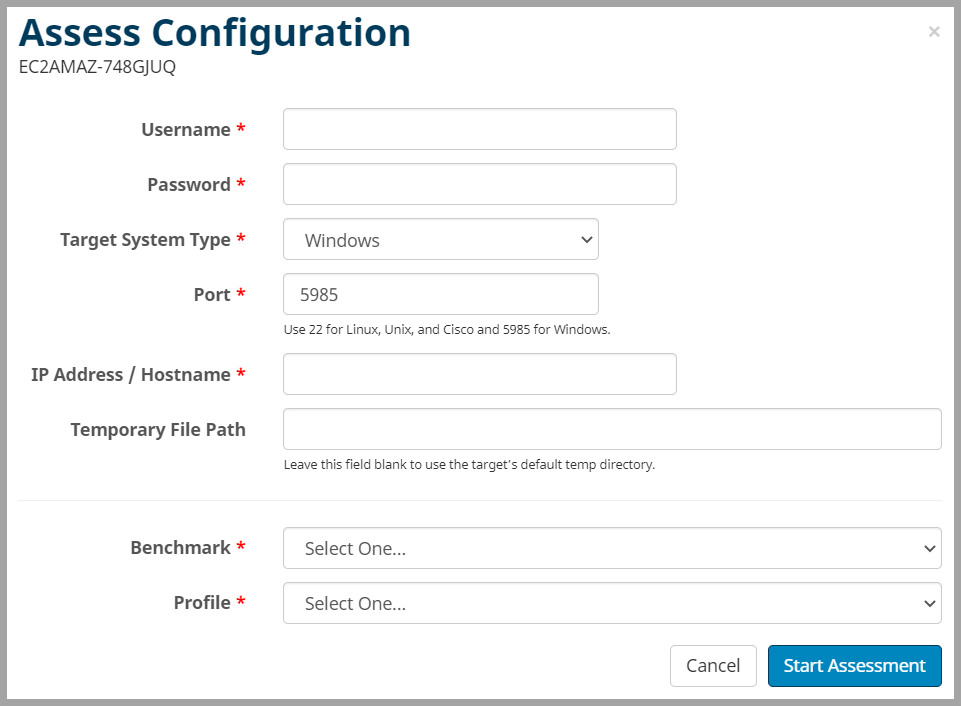 Assess Configuration
×
EC2AMAZ-748GJUQ
Username *
Password *
Target System Type *
Windows
Port *
5985
Use 22 for Linux, Unix, and Cisco and 5985 for Windows.
IP Address / Hostname *
Temporary File Path
Leave this field blank to use the target's default temp directory.
Benchmark *
Select One...
Profile *
Select One...
Cancel
Start Assessment